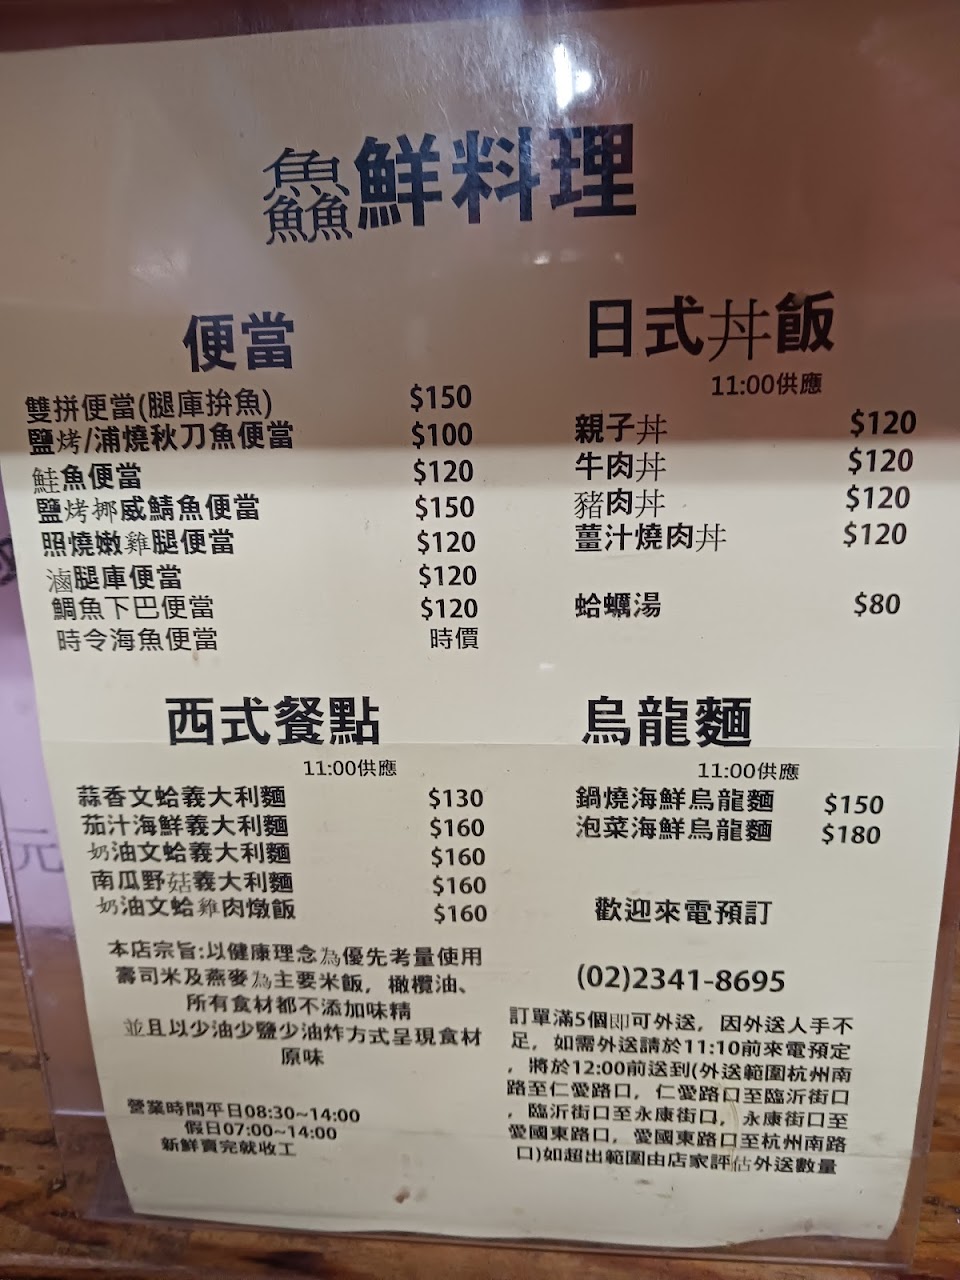 鱻鮮料理
便當
雙拼便當(腿庫拚魚) $150
鹽烤/浦燒秋刀魚便當 $100
鮭魚便當 $120
鹽烤挪威鯖魚便當 $150
照燒嫩雞腿便當 $120
滷腿庫便當 $120
鯛魚下巴便當 $120
時令海魚便當 時價
日式丼飯
11:00供應
親子丼 $120
牛肉丼 $120
豬肉丼 $120
薑汁燒肉丼 $120
蛤蠣湯 $80
西式餐點
11:00供應
蒜香文蛤義大利麵 $130
茄汁海鮮義大利麵 $160
奶油文蛤義大利麵 $160
南瓜野菇義大利麵 $160
奶油文蛤雞肉燉飯 $160
烏龍麵
11:00供應
鍋燒海鮮烏龍麵 $150
泡菜海鮮烏龍麵 $180
本店宗旨:以健康理念為優先考量使用
壽司米及燕麥為主要米飯，橄欖油、
所有食材都不添加味精
並且以少油少鹽少油炸方式呈現食材
原味
營業時間平日08:30~14:00
假日07:00~14:00
新鮮賣完就收工
歡迎來電預訂
(02)2341-8695
訂單滿5個即可外送，因外送人手不
足，如需外送請於11:10前來電預定
，將於12:00前送到(外送範圍杭州南
路至仁愛路口，仁愛路口至臨沂街口
，臨沂街口至永康街口，永康街口至
愛國東路口，愛國東路口至杭州南路
口)如超出範圍由店家評估外送數量
元